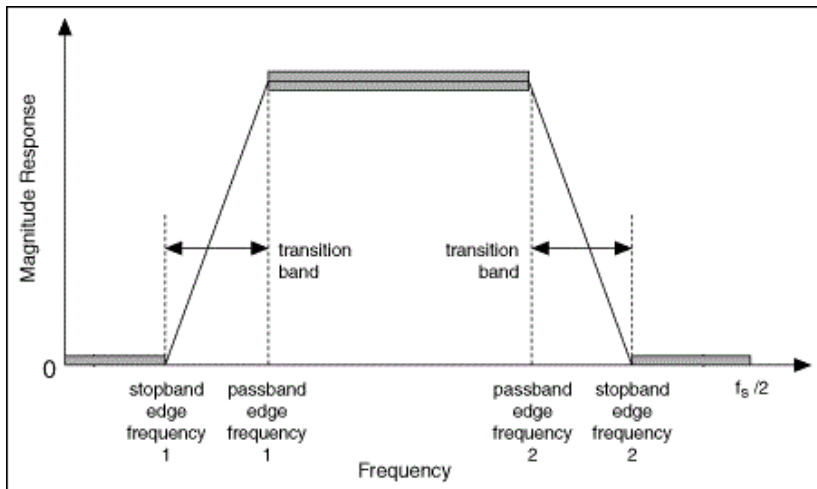 Magnitude Response
transition
band
transition
band
0
stopband
edge
frequency
1
passband
edge
frequency
1
passband
edge
frequency
2
stopband
edge
frequency
2
fs /2
Frequency